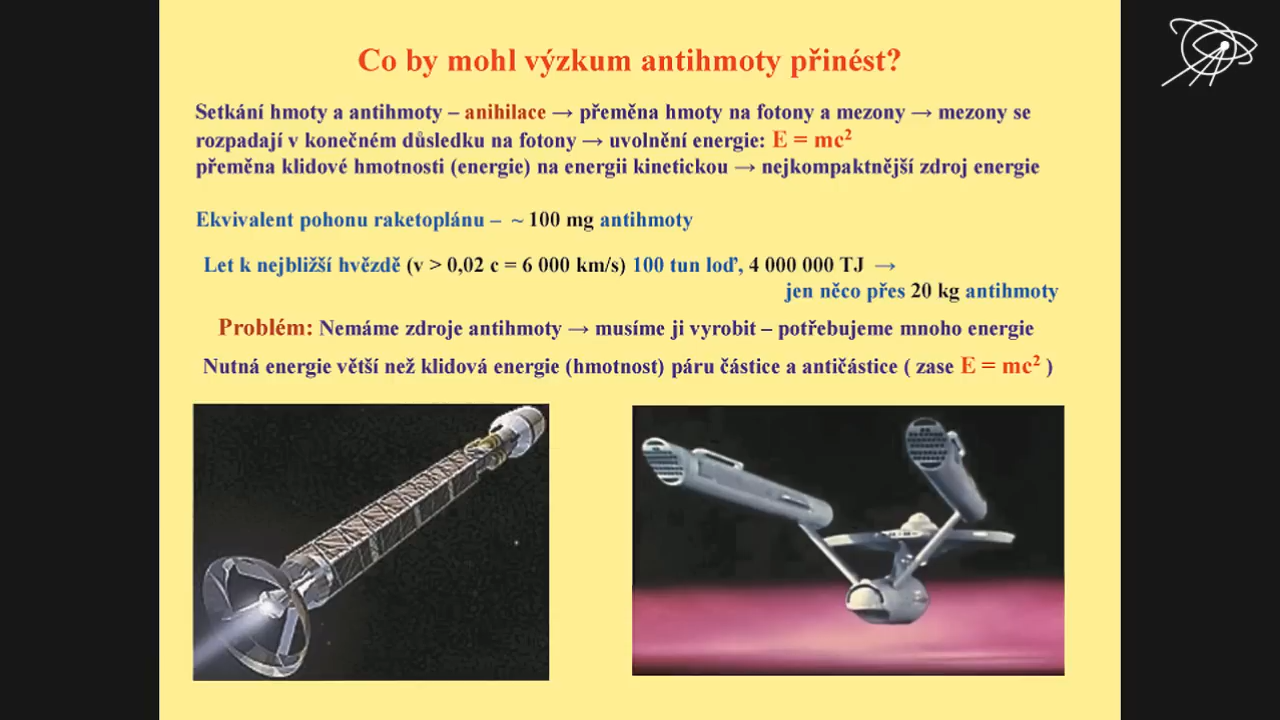 Co by mohl výzkum antihmoty přinést?
Setkání hmoty a antihmoty – anihilace → přeměna hmoty na fotony a mezony → mezony se
rozpadají v konečném důsledku na fotony → uvolnění energie: E = mc²
přeměna klidové hmotnosti (energie) na energii kinetickou → nejkompaktnější zdroj energie
Ekvivalent pohonu raketoplánu – ~ 100 mg antihmoty
Let k nejbližší hvězdě (v > 0,02 c = 6 000 km/s) 100 tun loď, 4 000 000 TJ →
jen něco přes 20 kg antihmoty
Problém: Nemáme zdroje antihmoty → musíme ji vyrobit – potřebujeme mnoho energie
Nutná energie větší než klidová energie (hmotnost) páru částice a antičástice ( zase E = mc² )